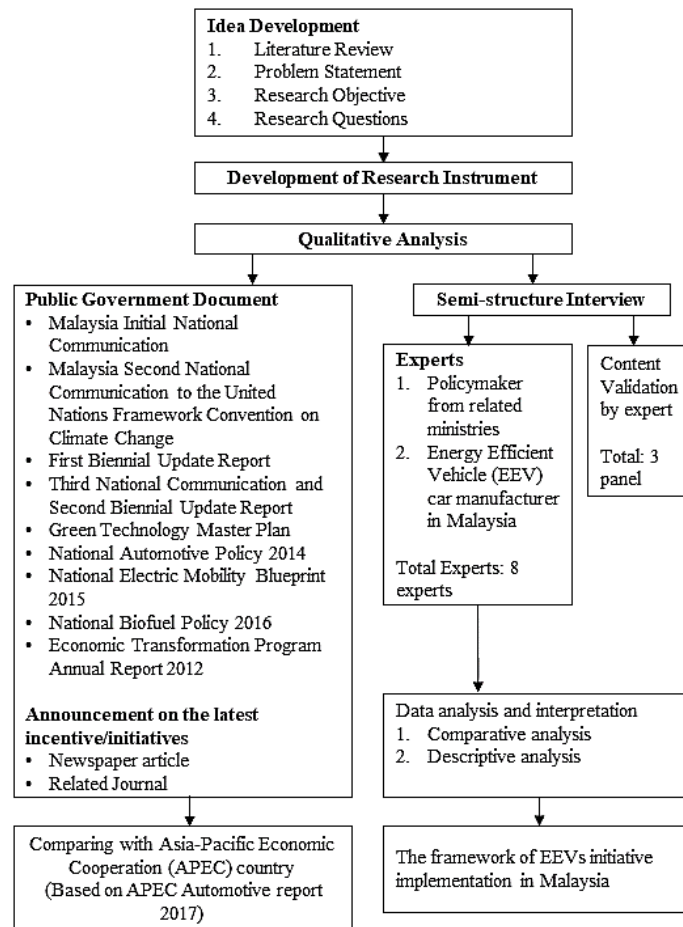 Idea Development
1. Literature Review
2. Problem Statement
3. Research Objective
4. Research Questions
Development of Research Instrument
Qualitative Analysis
Public Government Document
• Malaysia Initial National
Communication
• Malaysia Second National
Communication to the United
Nations Framework Convention on
Climate Change
• First Biennial Update Report
• Third National Communication and
Second Biennial Update Report
• Green Technology Master Plan
• National Automotive Policy 2014
• National Electric Mobility Blueprint
2015
• National Biofuel Policy 2016
• Economic Transformation Program
Annual Report 2012
Announcement on the latest
incentive/initiatives
• Newspaper article
• Related Journal
Comparing with Asia-Pacific Economic
Cooperation (APEC) country
(Based on APEC Automotive report
2017)
Semi-structure Interview
Experts
1. Policymaker
from related
ministries
2. Energy Efficient
Vehicle (EEV)
car manufacturer
in Malaysia
Total Experts: 8
experts
Content
Validation
by expert
Total: 3
panel
Data analysis and interpretation
1. Comparative analysis
2. Descriptive analysis
The framework of EEVs initiative
implementation in Malaysia